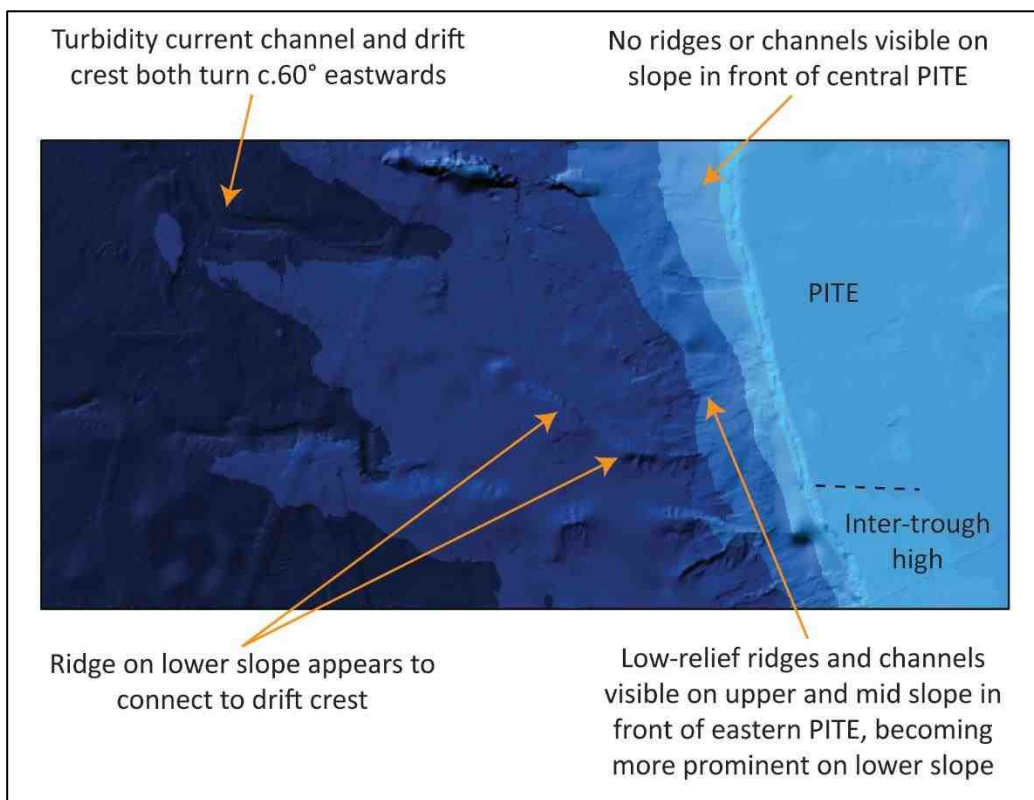 Turbidity current channel and drift
crest both turn c.60° eastwards
No ridges or channels visible on
slope in front of central PITE
PITE
Inter-trough
high
Ridge on lower slope appears to
connect to drift crest
Low-relief ridges and channels
visible on upper and mid slope in
front of eastern PITE, becoming
more prominent on lower slope